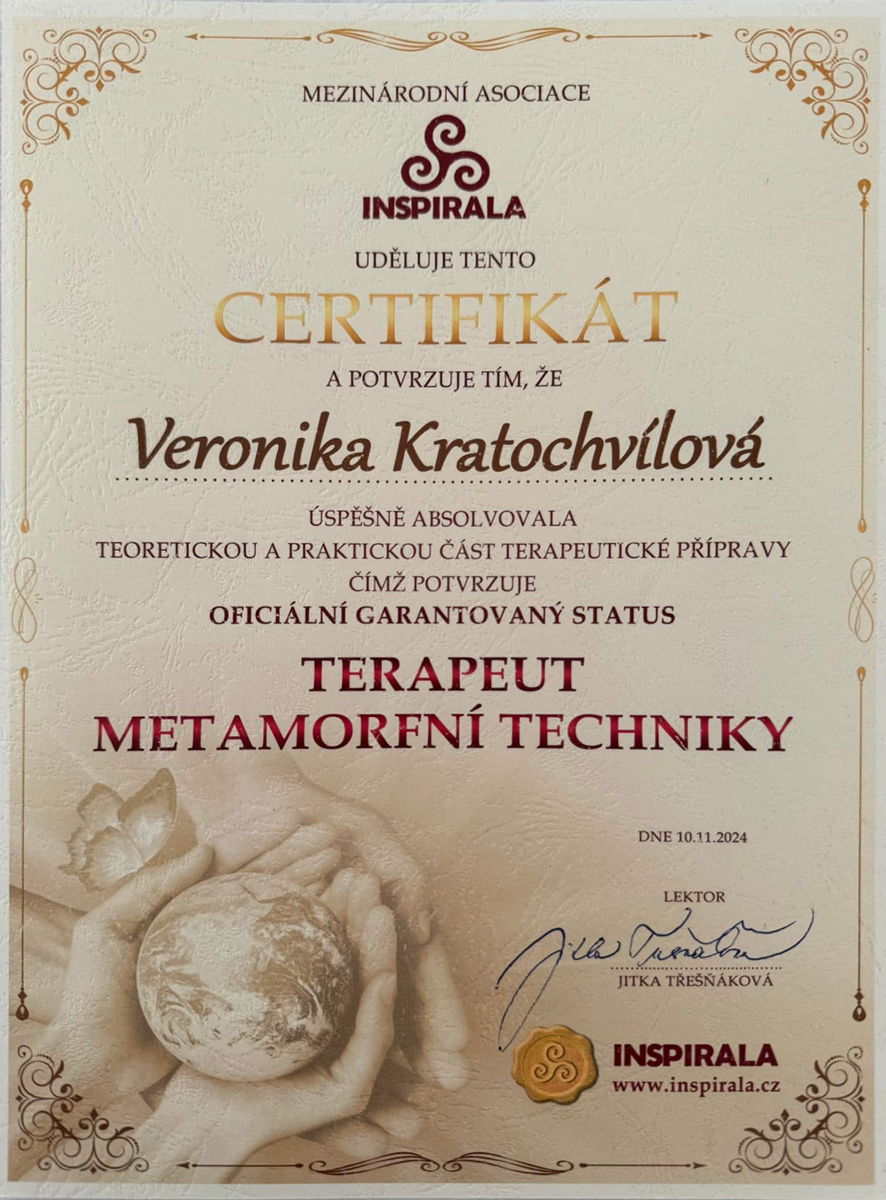 MEZINÁRODNÍ ASOCIACE
INSPIRALA
UDĚLUJE TENTO
CERTIFIKÁT
A POTVRZUJE TÍM, ŽE
Veronika Kratochvílová
ÚSPĚŠNĚ ABSOLVOVALA
TEORETICKOU A PRAKTICKOU ČÁST TERAPEUTICKÉ PŘÍPRAVY
ČÍMŽ POTVRZUJE
OFICIÁLNÍ GARANTOVANÝ STATUS
TERAPEUT
METAMORFNÍ TECHNIKY
DNE 10.11.2024
LEKTOR
JITKA TŘEŠŇÁKOVÁ
INSPIRALA
www.inspirala.cz